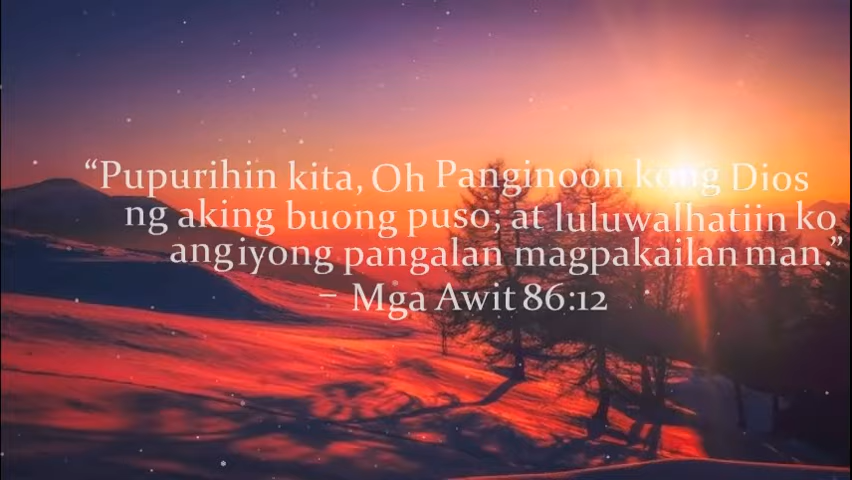 “Pupurihin kita, Oh Panginoon kong Dios
ng aking buong puso; at luluwalhatiin ko
ang iyong pangalan magpakailan man.”
– Mga Awit 86:12